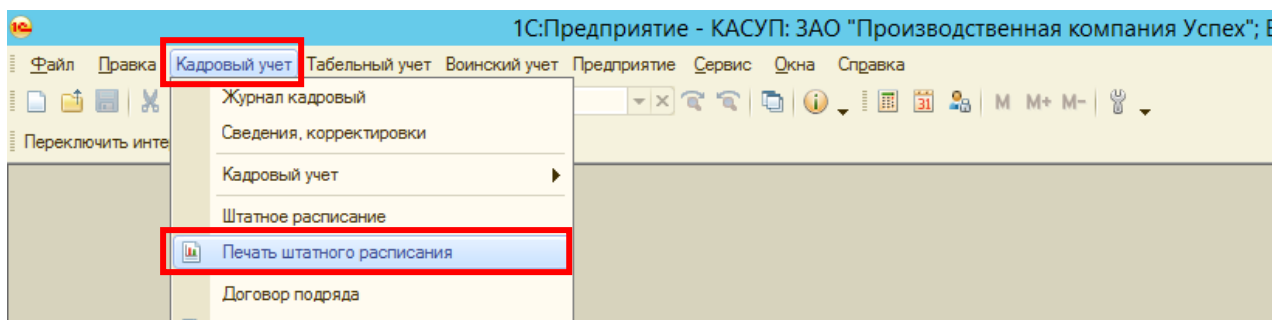 1С:Предприятие - КАСУП: ЗАО "Производственная компания Успех";
Файл Правка Кадровый учет Табельный учет Воинский учет Предприятие Сервис Окна Справка
Журнал кадровый
31 M M+ M-
Сведения, корректировки
Переключить инте
Кадровый учет
Штатное расписание
Печать штатного расписания
Договор подряда